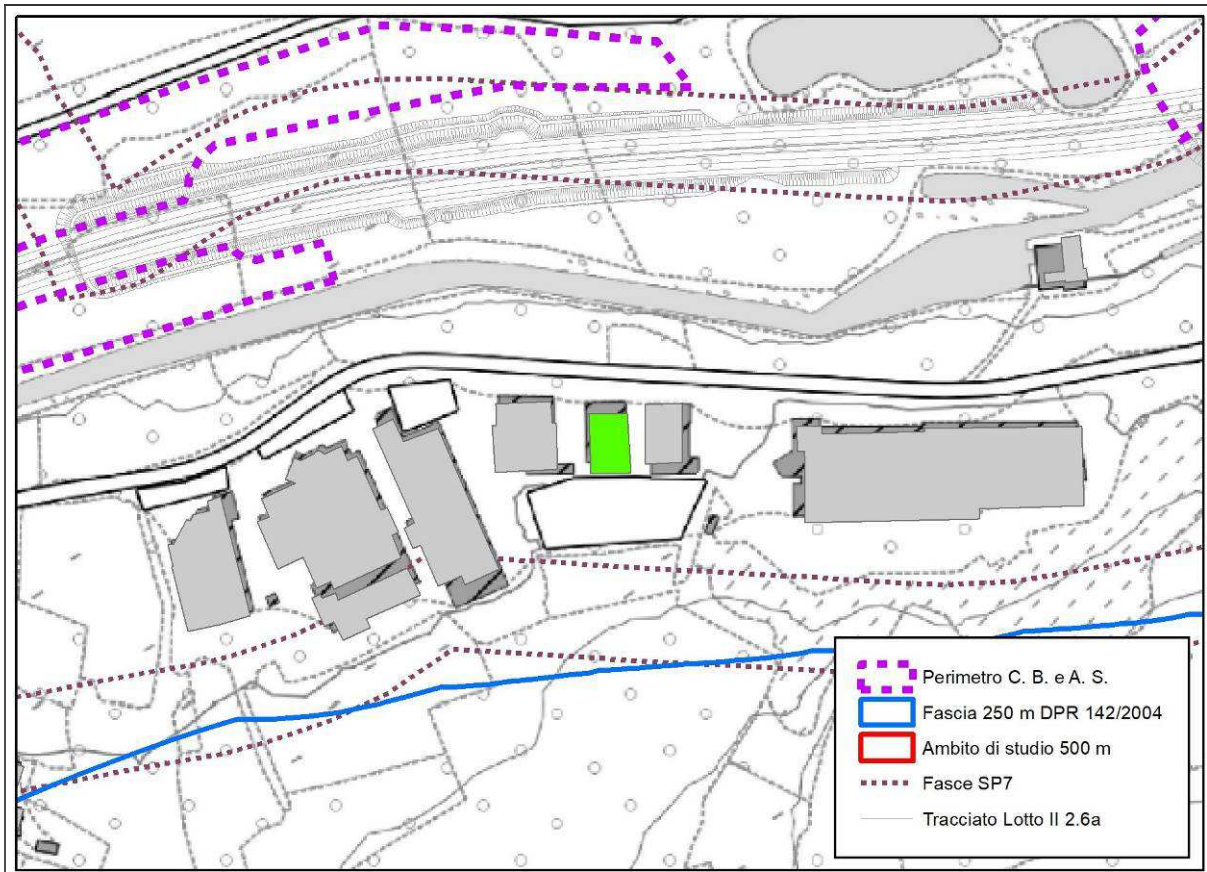 Perimetro C. B. e A. S.
Fascia 250 m DPR 142/2004
Ambito di studio 500 m
Fasce SP7
Tracciato Lotto II 2.6a